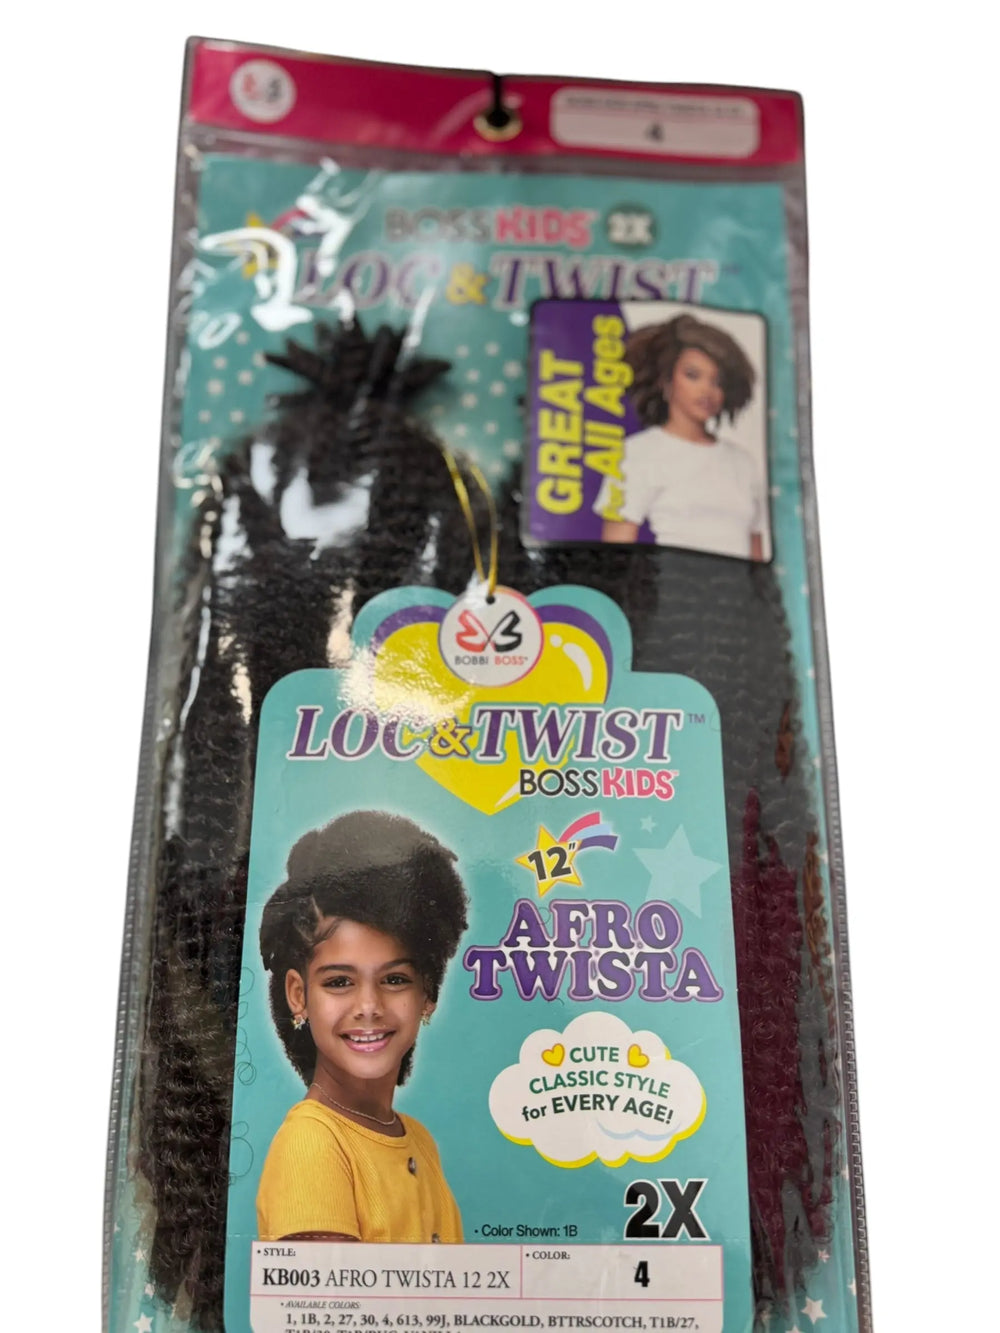 4
BOSS KIDS 2X
LOC & TWIST
GREAT
for All Ages
BOBBI BOSS®
LOC & TWIST™
BOSS KIDS™
12"
AFRO
TWISTA
CUTE
CLASSIC STYLE
for EVERY AGE!
2X
• Color Shown: 1B
• STYLE:
KB003 AFRO TWISTA 12 2X
• COLOR:
4
• AVAILABLE COLORS:
1, 1B, 2, 27, 30, 4, 613, 99J, BLACKGOLD, BTTRSCOTCH, T1B/27,